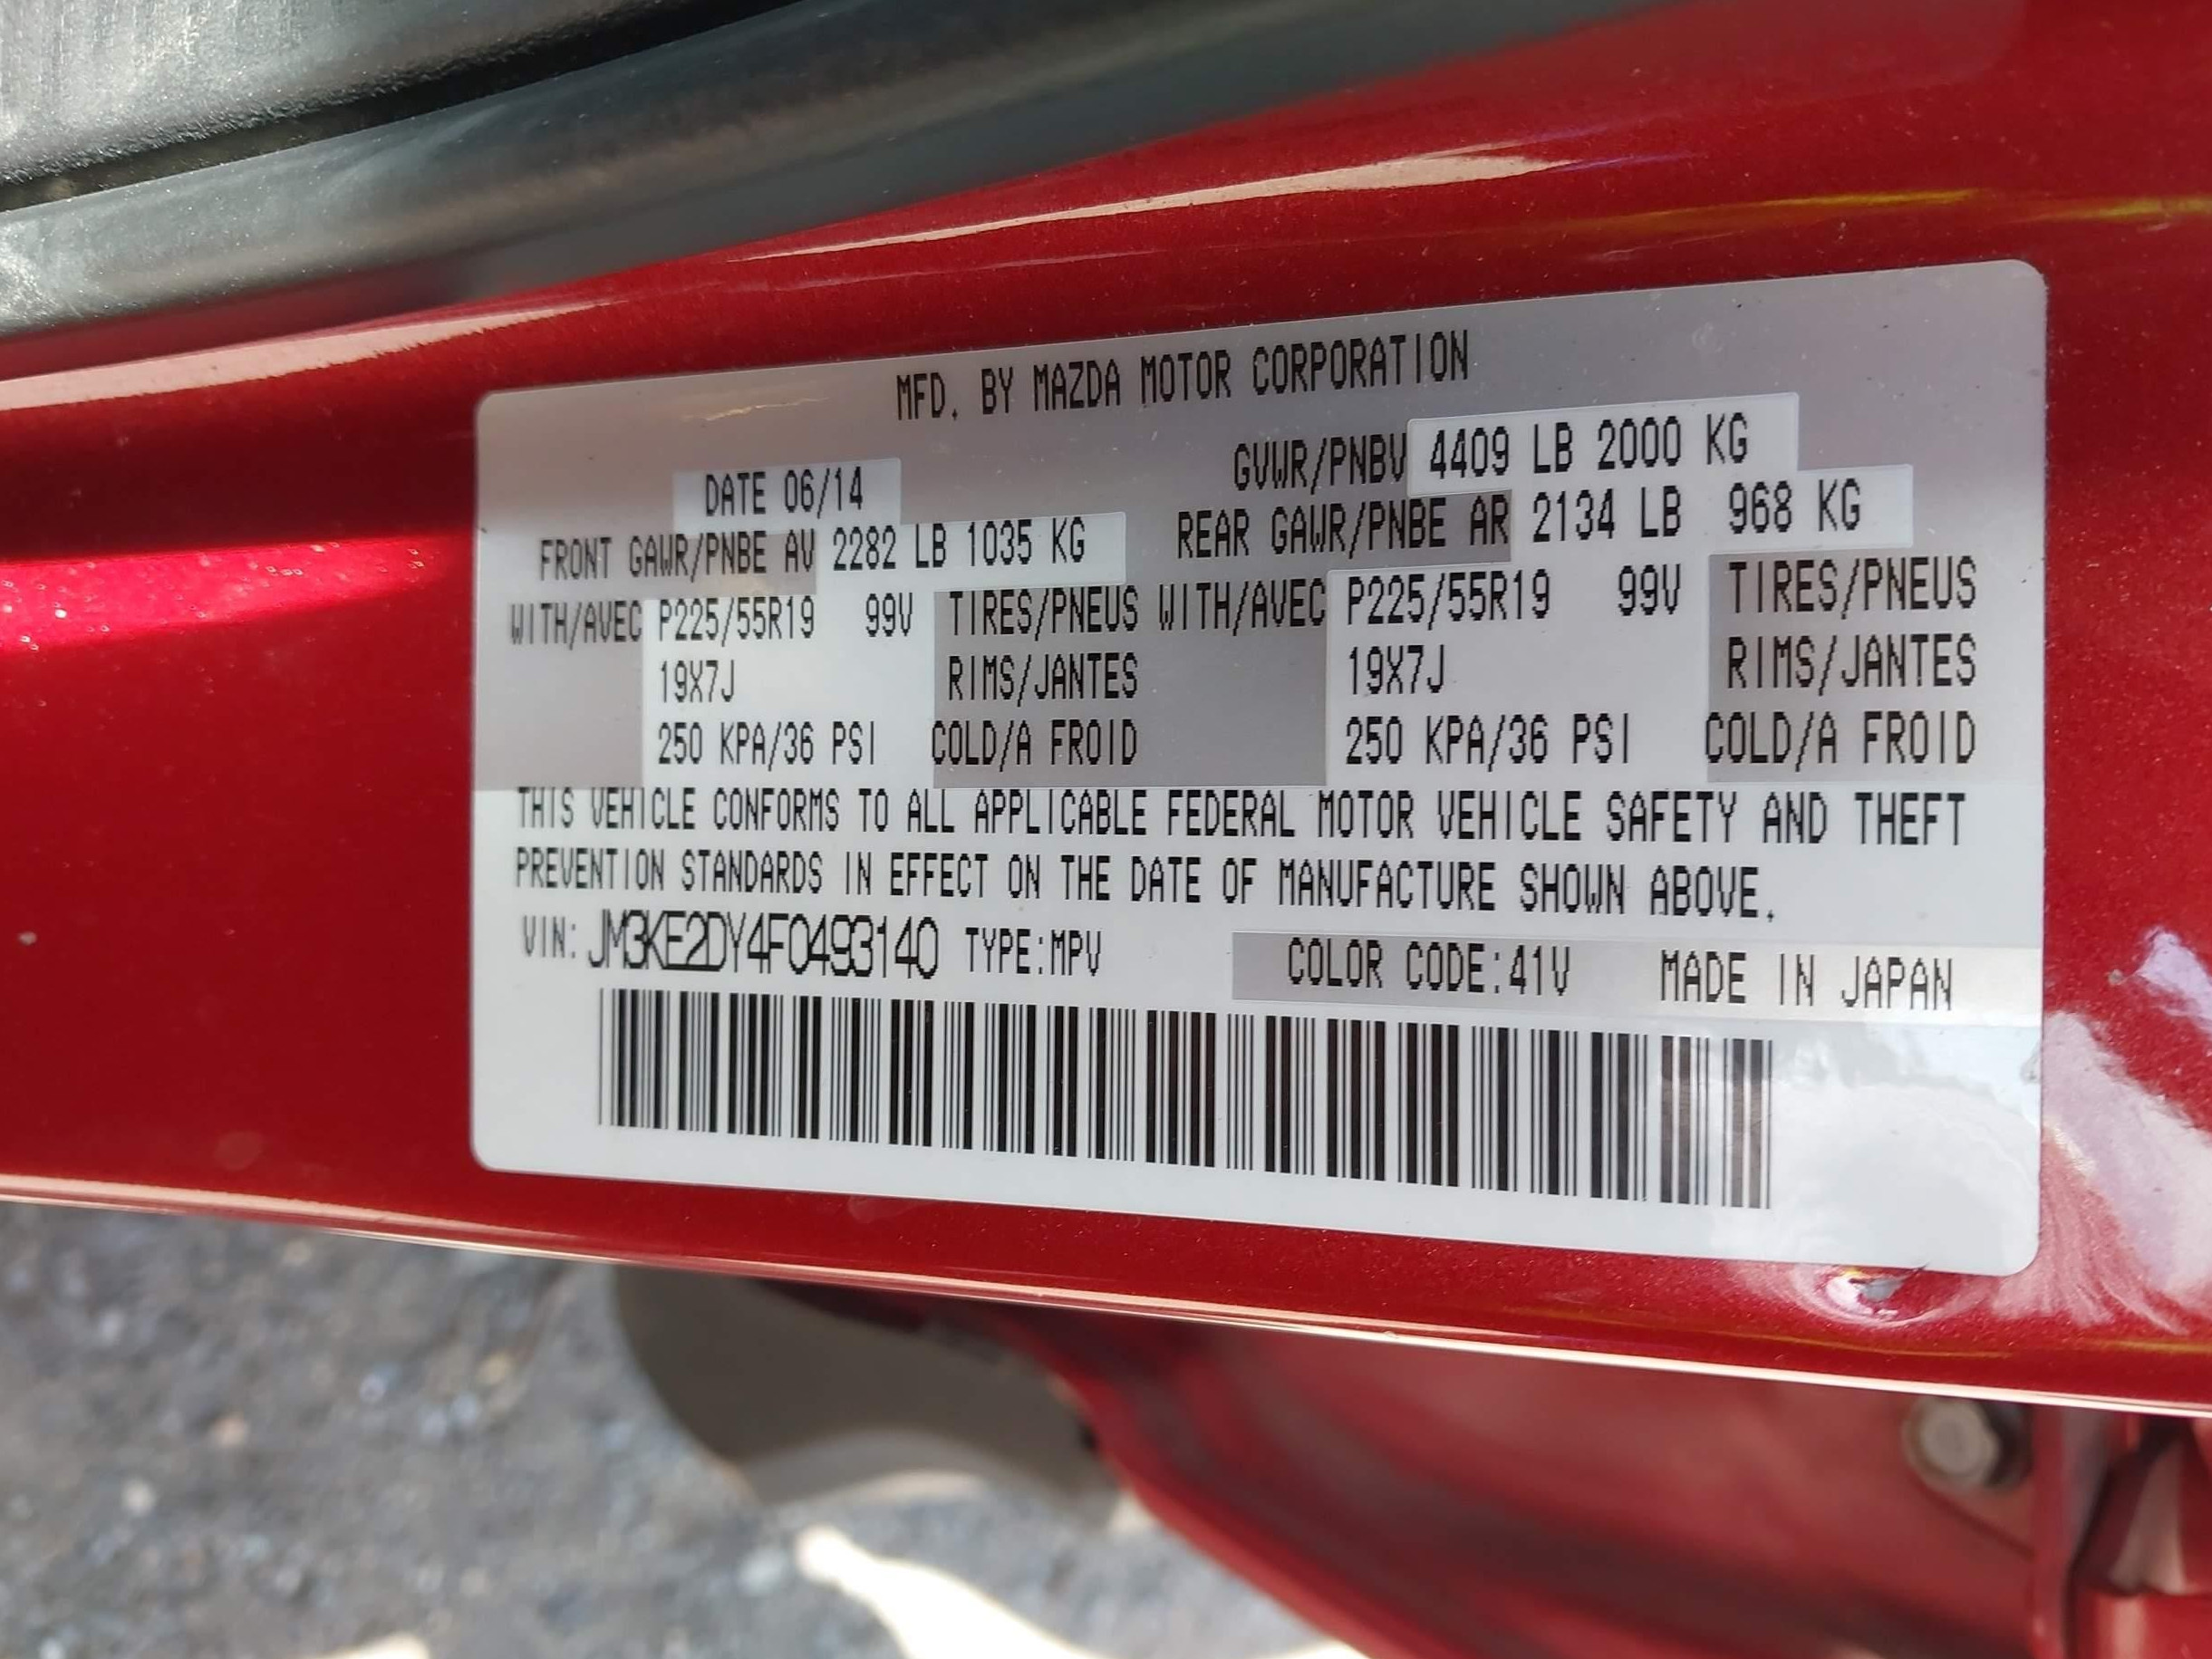 MFD. BY MAZDA MOTOR CORPORATION
DATE 06/14 GVWR/PNBV 4409 LB 2000 KG
FRONT GAWR/PNBE AV 2282 LB 1035 KG REAR GAWR/PNBE AR 2134 LB 968 KG
WITH/AVEC P225/55R19 99V TIRES/PNEUS WITH/AVEC P225/55R19 99V TIRES/PNEUS
19X7J RIMS/JANTES 19X7J RIMS/JANTES
250 KPA/36 PSI COLD/A FROID 250 KPA/36 PSI COLD/A FROID
THIS VEHICLE CONFORMS TO ALL APPLICABLE FEDERAL MOTOR VEHICLE SAFETY AND THEFT
PREVENTION STANDARDS IN EFFECT ON THE DATE OF MANUFACTURE SHOWN ABOVE.
VIN: JM3KE2DY4F0493140 TYPE:MPV COLOR CODE:41V MADE IN JAPAN